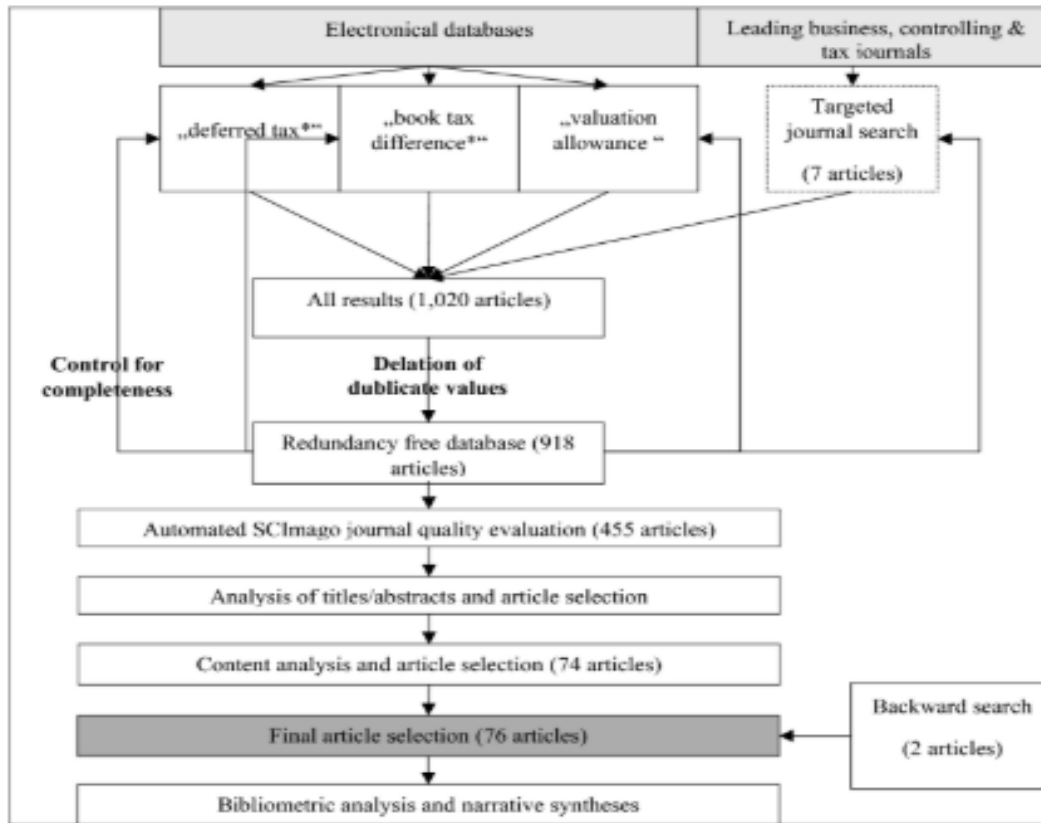 Electronical databases
Leading business, controlling &
tax journals
„deferred tax*“
„book tax
difference*“
„valuation
allowance “
Targeted
journal search
(7 articles)
All results (1,020 articles)
Control for
completeness
Delation of
dublicate values
Redundancy free database (918
articles)
Automated SCImago journal quality evaluation (455 articles)
Analysis of titles/abstracts and article selection
Content analysis and article selection (74 articles)
Backward search
(2 articles)
Final article selection (76 articles)
Bibliometric analysis and narrative syntheses